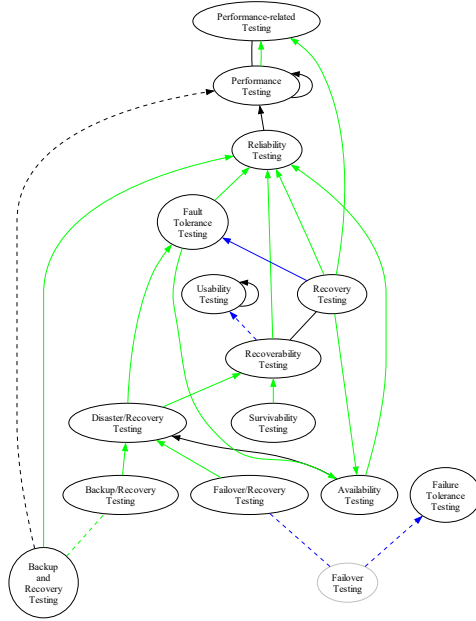 Performance-related
Testing
Performance
Testing
Reliability
Testing
Fault
Tolerance
Testing
Usability
Testing
Recovery
Testing
Recoverability
Testing
Disaster/Recovery
Testing
Survivability
Testing
Backup/Recovery
Testing
Failover/Recovery
Testing
Availability
Testing
Failure
Tolerance
Testing
Backup
and
Recovery
Testing
Failover
Testing